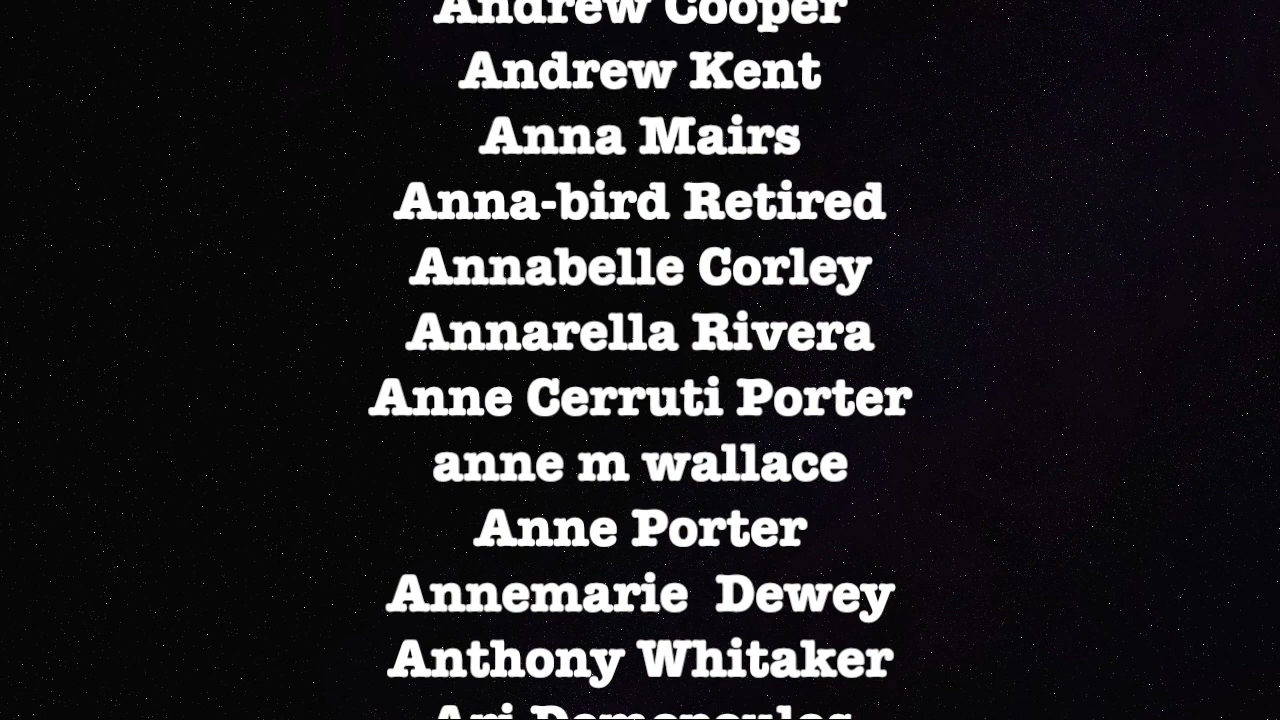 Andrew Cooper
Andrew Kent
Anna Mairs
Anna-bird Retired
Annabelle Corley
Annarella Rivera
Anne Cerruti Porter
anne m wallace
Anne Porter
Annemarie  Dewey
Anthony Whitaker
Ari